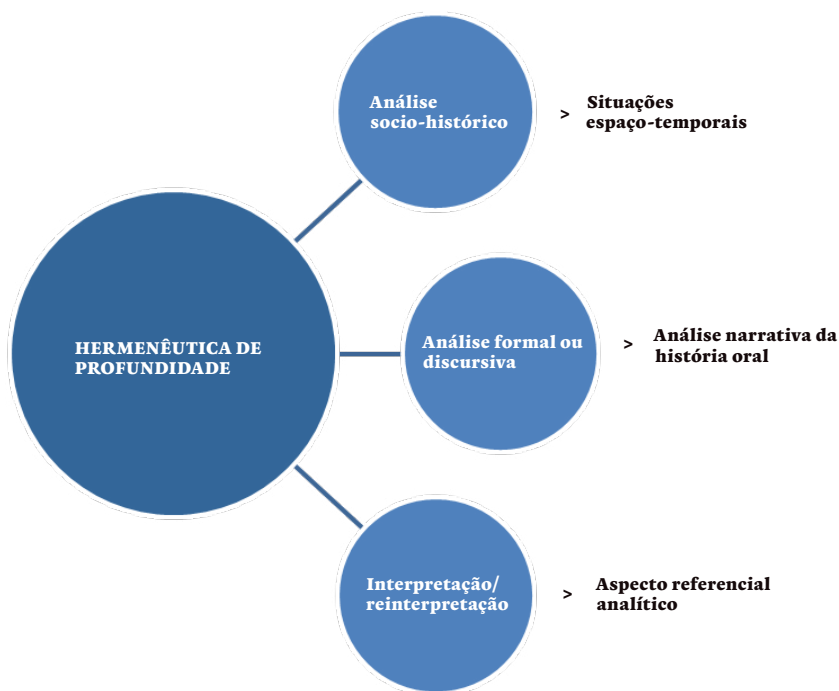 Análise
socio-histórico
> Situações
espaço-temporais
HERMENÊUTICA DE
PROFUNDIDADE
Análise formal ou
discursiva
> Análise narrativa da
história oral
Interpretação/
reinterpretação
> Aspecto referencial
analítico